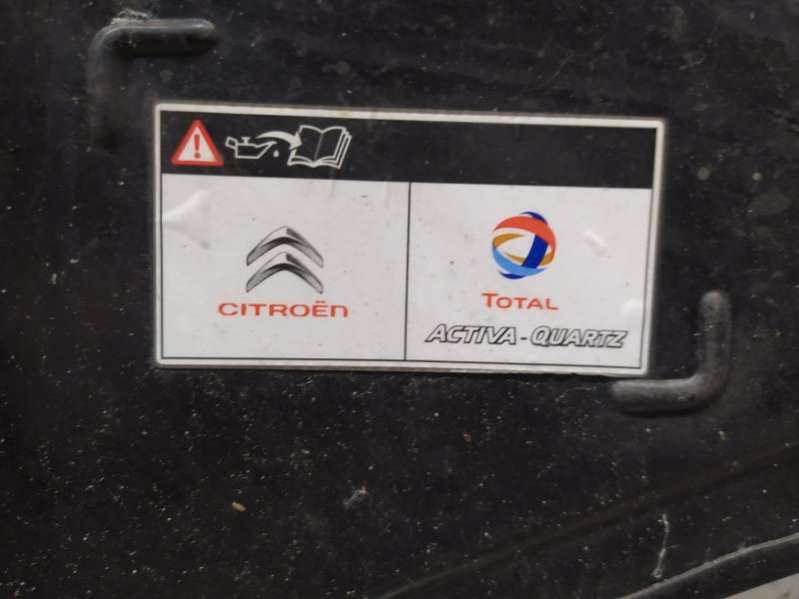 CITROËN
TOTAL
ACTIVA - QUARTZ